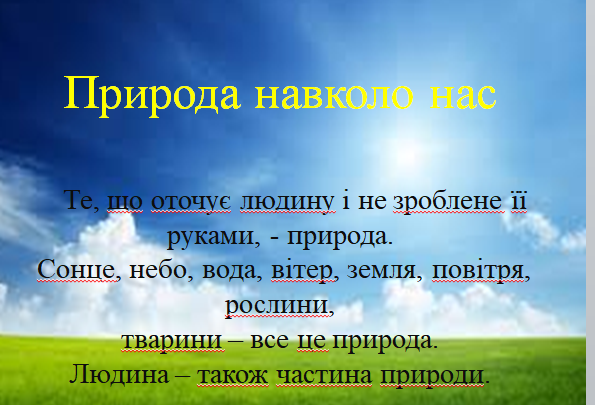 Природа навколо нас
Те, що оточує людину і не зроблене її
руками, - природа.
Сонце, небо, вода, вітер, земля, повітря,
рослини,
тварини – все це природа.
Людина – також частина природи.